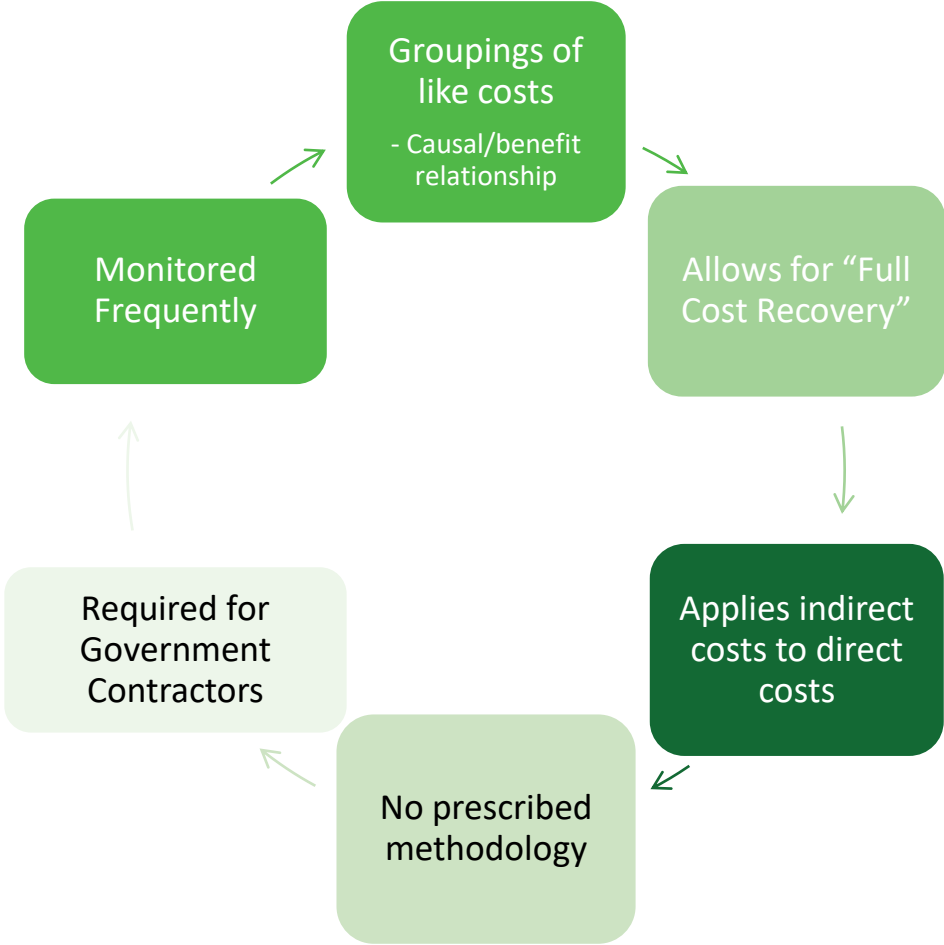 Groupings of
like costs
- Causal/benefit
relationship
Allows for “Full
Cost Recovery”
Applies indirect
costs to direct
costs
No prescribed
methodology
Required for
Government
Contractors
Monitored
Frequently